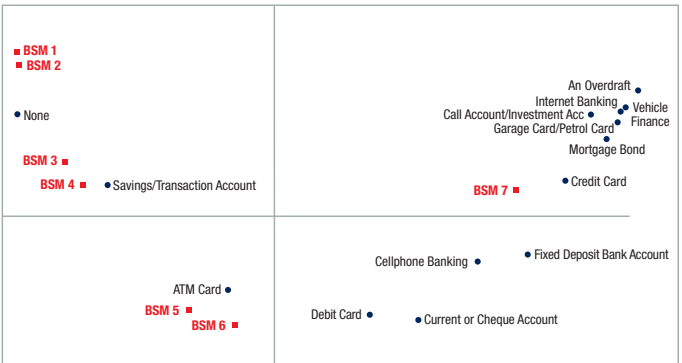 BSM 1
BSM 2
None
BSM 3
BSM 4
Savings/Transaction Account
An Overdraft
Internet Banking
Vehicle
Finance
Call Account/Investment Acc
Garage Card/Petrol Card
Mortgage Bond
Credit Card
BSM 7
ATM Card
BSM 5
BSM 6
Cellphone Banking
Fixed Deposit Bank Account
Debit Card
Current or Cheque Account